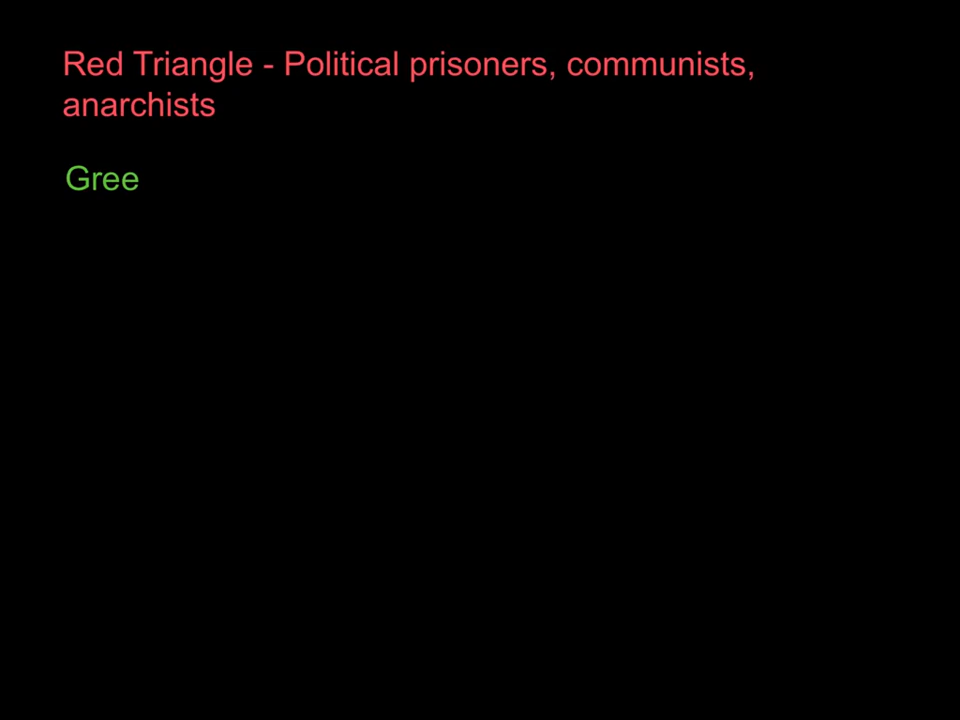 Red Triangle - Political prisoners, communists,
anarchists
Gree